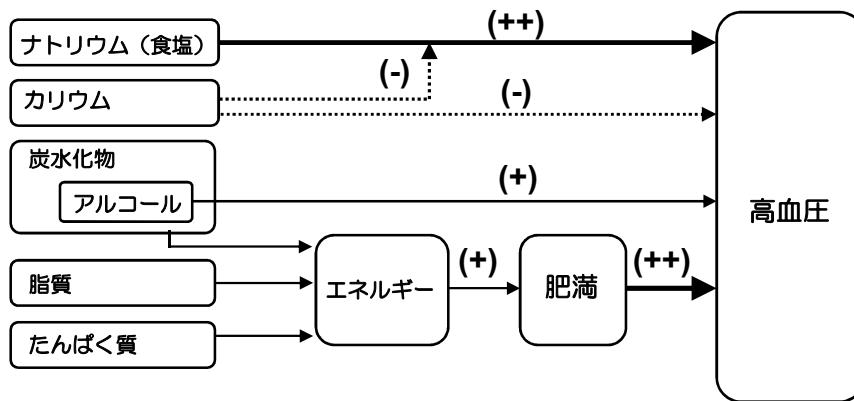 ナトリウム（食塩）
(++)
(-)
カリウム
(-)
炭水化物
アルコール
(+)
高血圧
脂質
エネルギー
(+)
肥満
(++)
たんぱく質